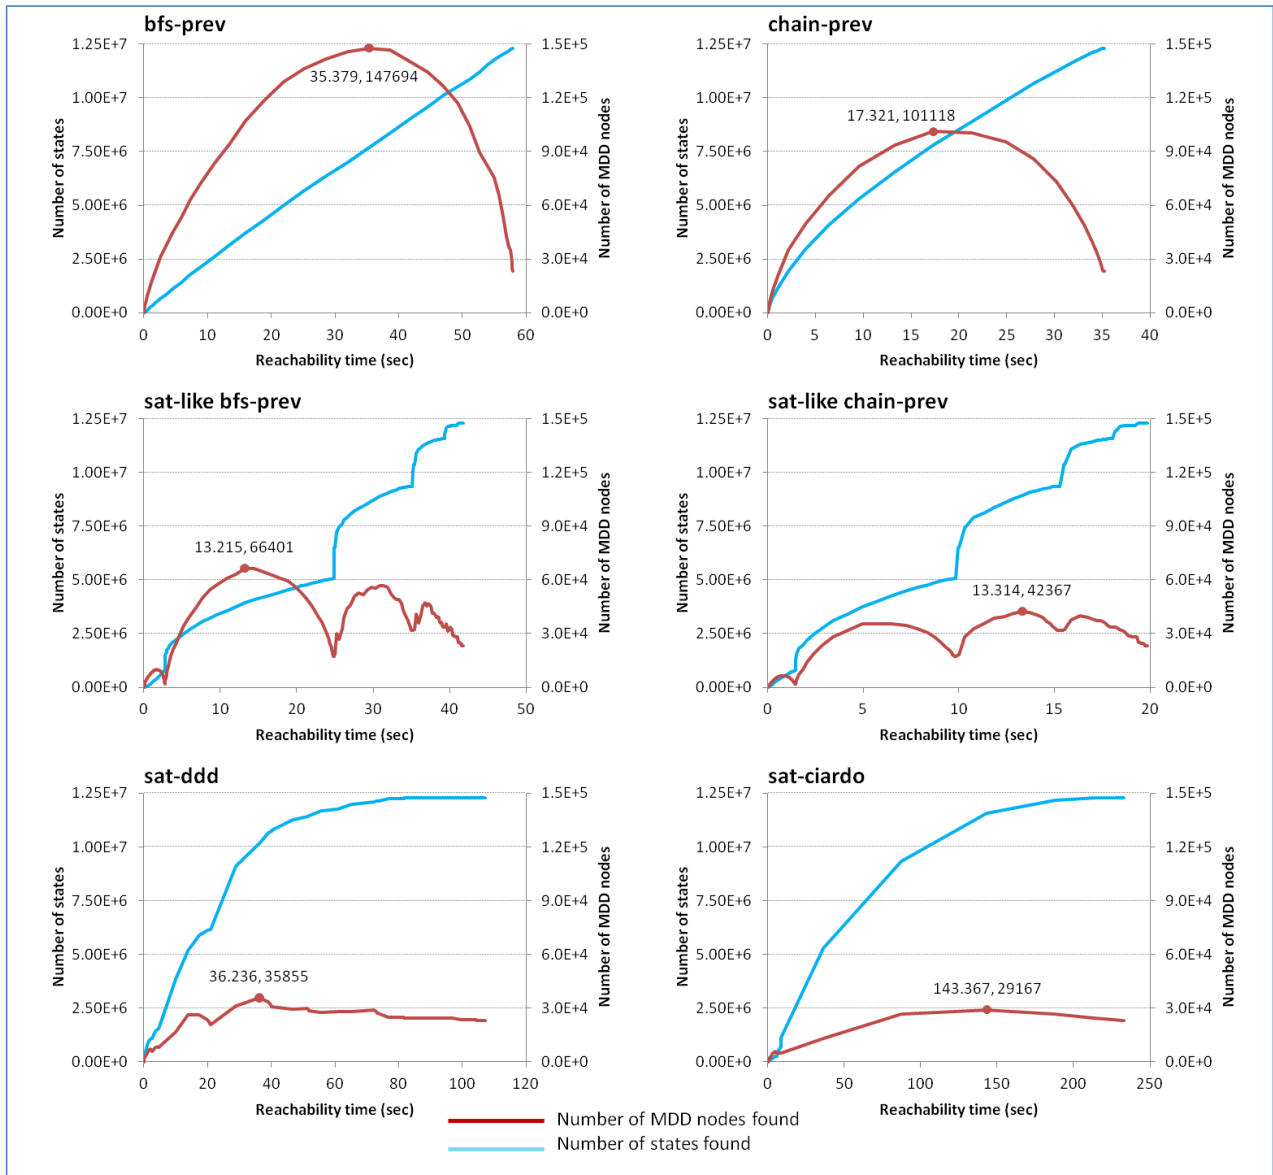 bfs-prev
1.25E+7
1.00E+7
7.50E+6
5.00E+6
2.50E+6
0.00E+0
Number of states
35.379, 147694
1.5E+5
1.2E+5
9.0E+4
6.0E+4
3.0E+4
0.0E+0
Number of MDD nodes
0 10 20 30 40 50 60
Reachability time (sec)
chain-prev
1.25E+7
1.00E+7
7.50E+6
5.00E+6
2.50E+6
0.00E+0
Number of states
17.321, 101118
1.5E+5
1.2E+5
9.0E+4
6.0E+4
3.0E+4
0.0E+0
Number of MDD nodes
0 5 10 15 20 25 30 35 40
Reachability time (sec)
sat-like bfs-prev
1.25E+7
1.00E+7
7.50E+6
5.00E+6
2.50E+6
0.00E+0
Number of states
13.215, 66401
1.5E+5
1.2E+5
9.0E+4
6.0E+4
3.0E+4
0.0E+0
Number of MDD nodes
0 10 20 30 40 50
Reachability time (sec)
sat-like chain-prev
1.25E+7
1.00E+7
7.50E+6
5.00E+6
2.50E+6
0.00E+0
Number of states
13.314, 42367
1.5E+5
1.2E+5
9.0E+4
6.0E+4
3.0E+4
0.0E+0
Number of MDD nodes
0 5 10 15 20
Reachability time (sec)
sat-ddd
1.25E+7
1.00E+7
7.50E+6
5.00E+6
2.50E+6
0.00E+0
Number of states
36.236, 35855
1.5E+5
1.2E+5
9.0E+4
6.0E+4
3.0E+4
0.0E+0
Number of MDD nodes
0 20 40 60 80 100 120
Reachability time (sec)
sat-ciardo
1.25E+7
1.00E+7
7.50E+6
5.00E+6
2.50E+6
0.00E+0
Number of states
143.367, 29167
1.5E+5
1.2E+5
9.0E+4
6.0E+4
3.0E+4
0.0E+0
Number of MDD nodes
0 50 100 150 200 250
Reachability time (sec)
Number of MDD nodes found
Number of states found